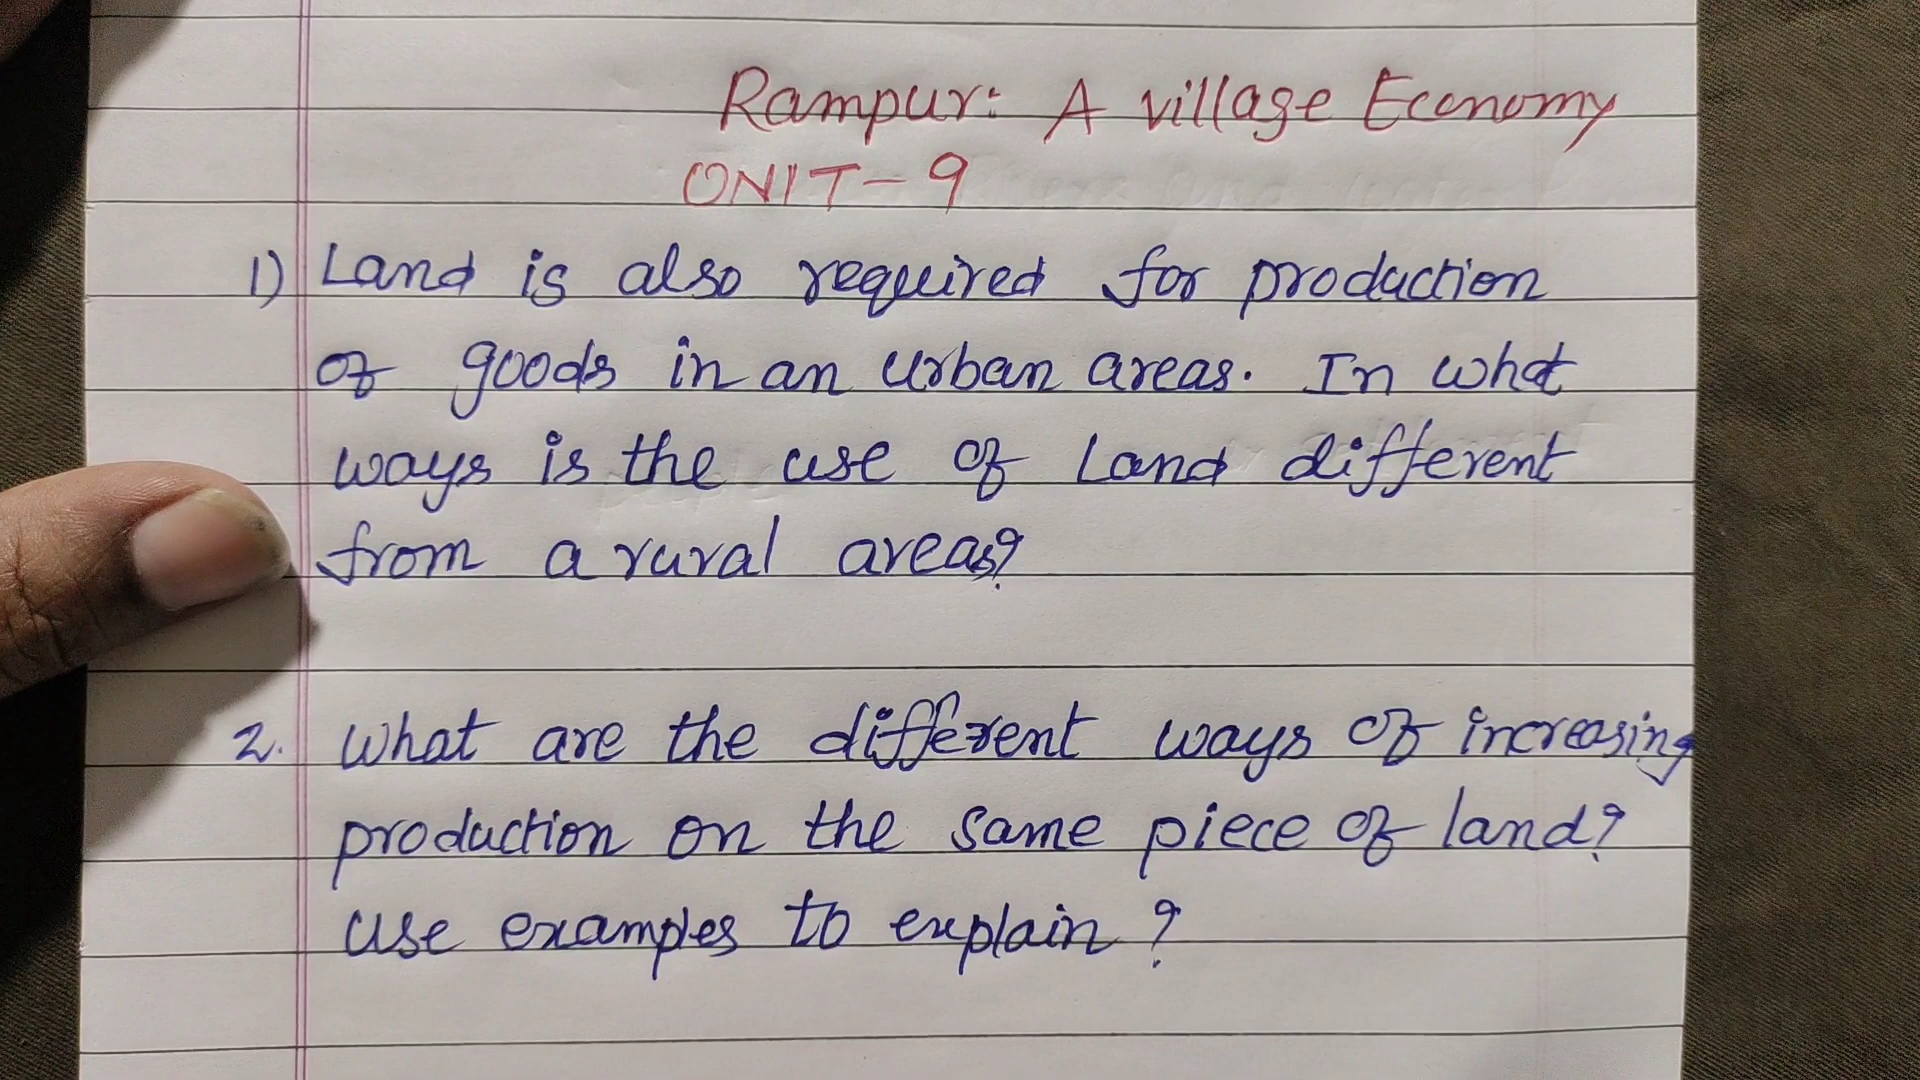 Rampur: A village Economy
UNIT-9
1) Land is also required for production
of goods in an urban areas. In what
ways is the use of Land different
from a rural areas?
2. What are the different ways of increasing
production on the same piece of land?
use examples to explain?